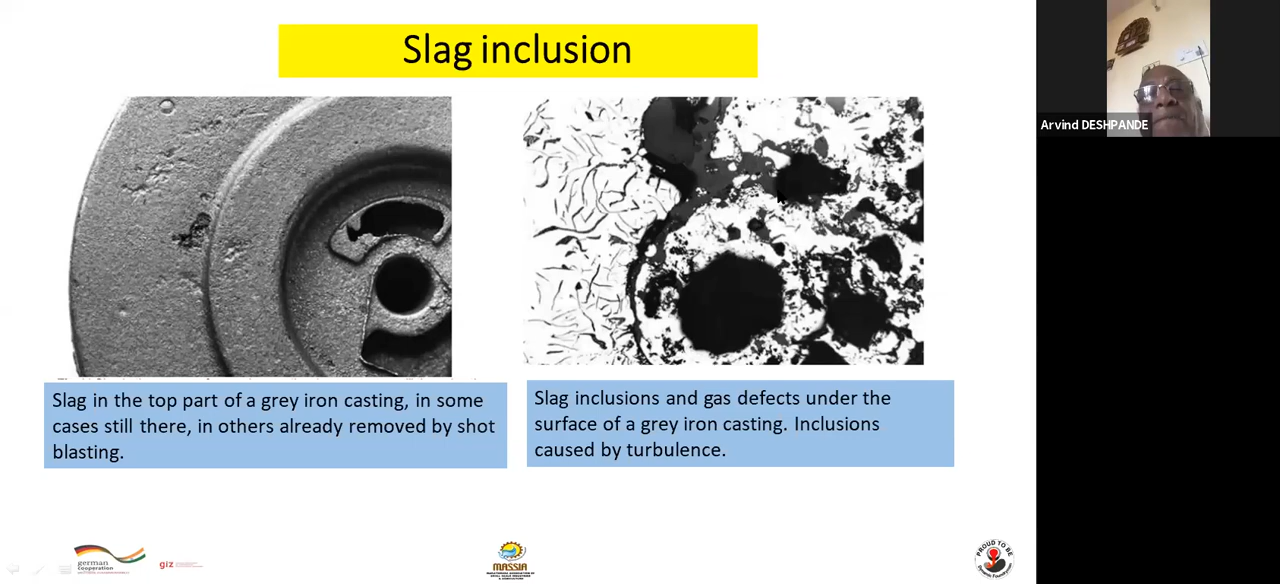 Slag inclusion
Arvind DESHPANDE
Slag in the top part of a grey iron casting, in some
cases still there, in others already removed by shot
blasting.
Slag inclusions and gas defects under the
surface of a grey iron casting. Inclusions
caused by turbulence.
german
cooperation
giz
MASSIA
PROUD TO BE